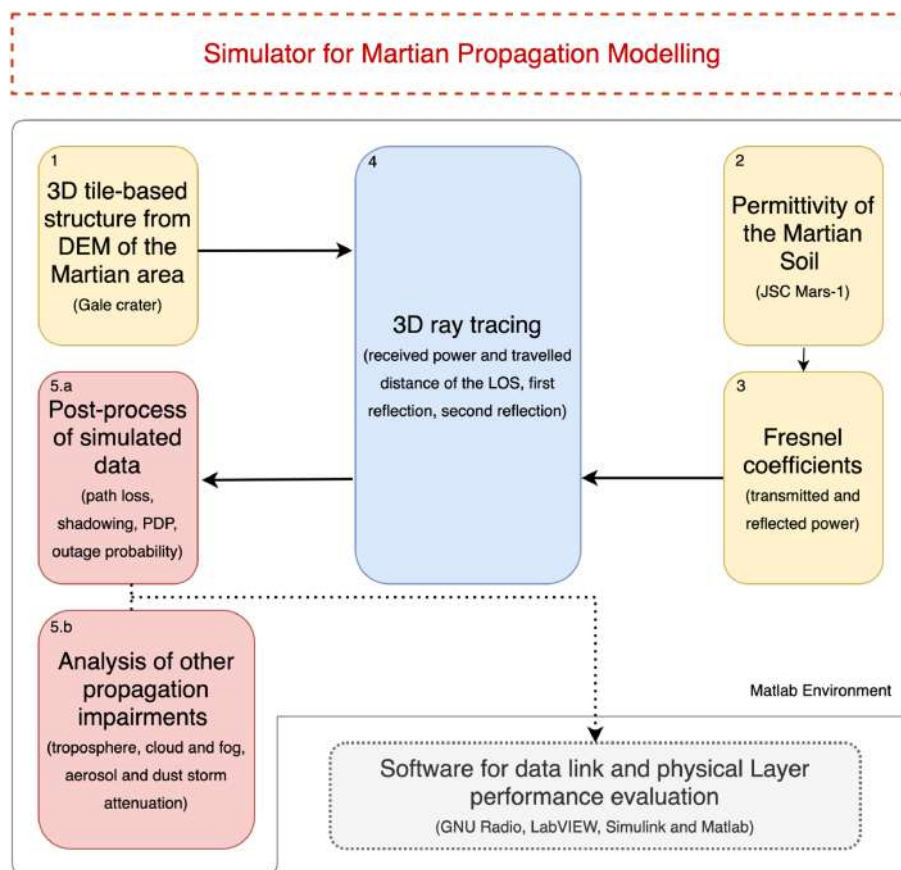 Simulator for Martian Propagation Modelling
1
3D tile-based
structure from
DEM of the
Martian area
(Gale crater)
4
3D ray tracing
(received power and travelled
distance of the LOS, first
reflection, second reflection)
2
Permittivity of
the Martian
Soil
(JSC Mars-1)
5.a
Post-process
of simulated
data
(path loss,
shadowing, PDP,
outage probability)
3
Fresnel
coefficients
(transmitted and
reflected power)
5.b
Analysis of other
propagation
impairments
(troposphere, cloud and fog,
aerosol and dust storm
attenuation)
Matlab Environment
Software for data link and physical Layer
performance evaluation
(GNU Radio, LabVIEW, Simulink and Matlab)